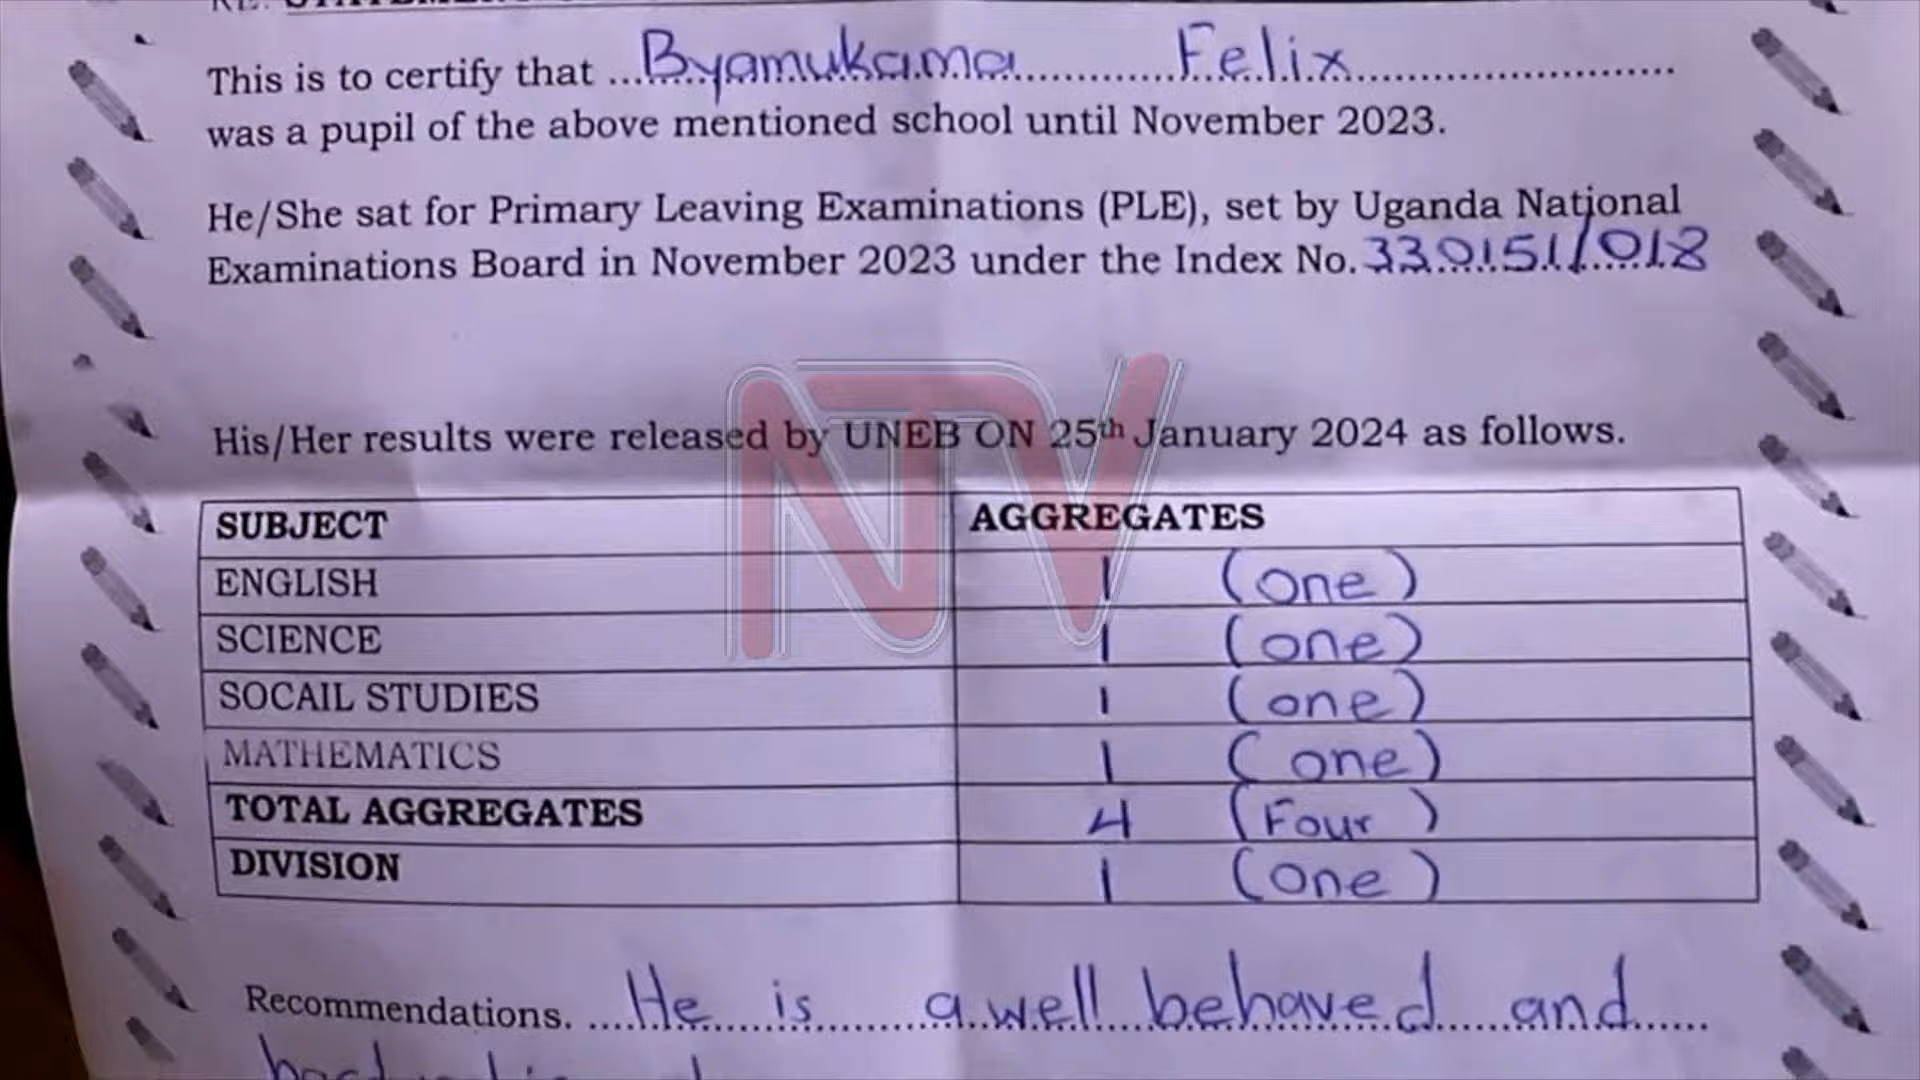 This is to certify that ...Byamukama Felix...
was a pupil of the above mentioned school until November 2023.
He/She sat for Primary Leaving Examinations (PLE), set by Uganda National
Examinations Board in November 2023 under the Index No. 330151/018
His/Her results were released by UNEB ON 25th January 2024 as follows.
NTV
SUBJECT AGGREGATES
ENGLISH 1 (one)
SCIENCE 1 (one)
SOCAIL STUDIES 1 (one)
MATHEMATICS 1 (one)
TOTAL AGGREGATES 4 (Four)
DIVISION 1 (one)
Recommendations. ....He is a well behaved and....